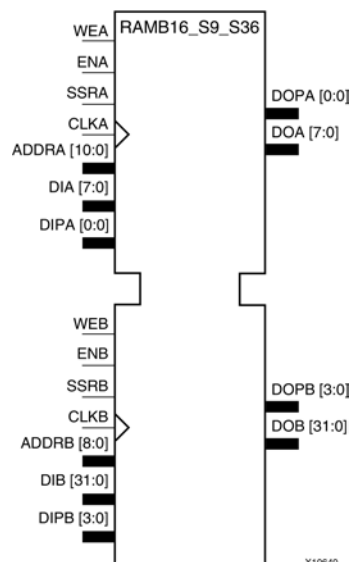 RAMB16_S9_S36
WEA
ENA
SSRA
CLKA
ADDRA [10:0]
DIA [7:0]
DIPA [0:0]
DOPA [0:0]
DOA [7:0]
WEB
ENB
SSRB
CLKB
ADDRB [8:0]
DIB [31:0]
DIPB [3:0]
DOPB [3:0]
DOB [31:0]